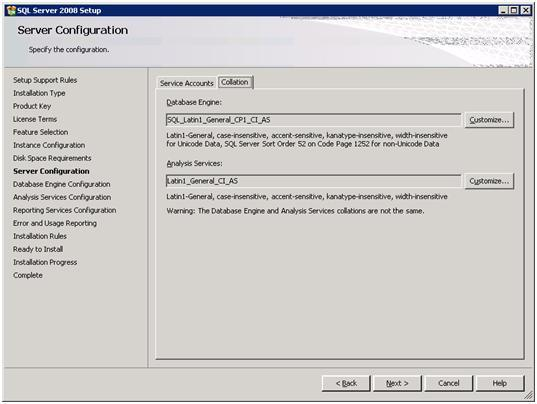 SQL Server 2008 Setup
Server Configuration
Specify the configuration.
Setup Support Rules
Installation Type
Product Key
License Terms
Feature Selection
Instance Configuration
Disk Space Requirements
Server Configuration
Database Engine Configuration
Analysis Services Configuration
Reporting Services Configuration
Error and Usage Reporting
Installation Rules
Ready to Install
Installation Progress
Complete
Service Accounts Collation
Database Engine:
SQL_Latin1_General_CP1_CI_AS Customize...
Latin1-General, case-insensitive, accent-sensitive, kanatype-insensitive, width-insensitive
for Unicode Data, SQL Server Sort Order 52 on Code Page 1252 for non-Unicode Data
Analysis Services:
Latin1_General_CI_AS Customize...
Latin1-General, case-insensitive, accent-sensitive, kanatype-insensitive, width-insensitive
Warning: The Database Engine and Analysis Services collations are not the same.
< Back Next > Cancel Help